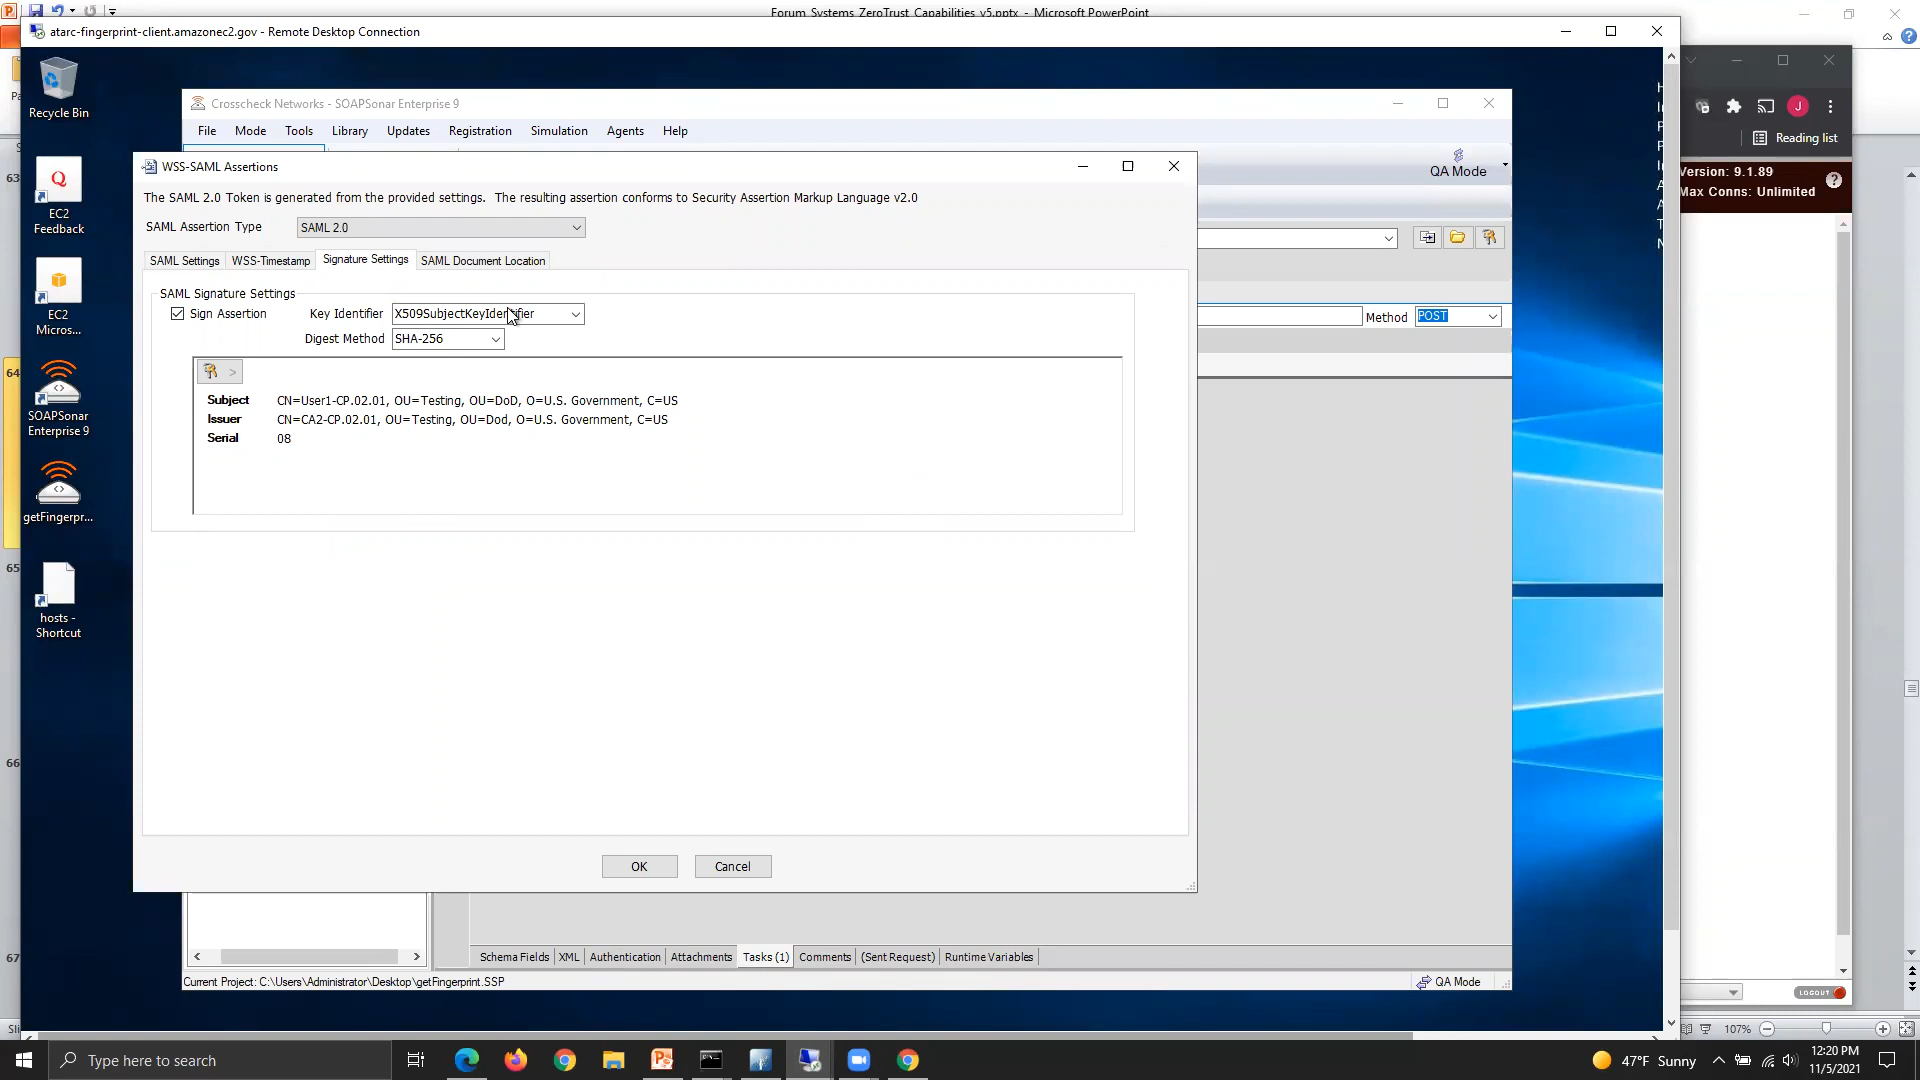 Forum_Systems_ZeroTrust_Capabilities_v5.pptx - Microsoft PowerPoint
atarc-fingerprint-client.amazonec2.gov - Remote Desktop Connection
Recycle Bin
EC2
Feedback
EC2
Micros...
SOAPSonar
Enterprise 9
getFingerpr...
hosts -
Shortcut
Crosscheck Networks - SOAPSonar Enterprise 9
File Mode Tools Library Updates Registration Simulation Agents Help
QA Mode
WSS-SAML Assertions
The SAML 2.0 Token is generated from the provided settings. The resulting assertion conforms to Security Assertion Markup Language v2.0
SAML Assertion Type SAML 2.0
SAML Settings WSS-Timestamp Signature Settings SAML Document Location
SAML Signature Settings
Sign Assertion Key Identifier X509SubjectKeyIdentifier
Digest Method SHA-256
>
Subject CN=User1-CP.02.01, OU=Testing, OU=DoD, O=U.S. Government, C=US
Issuer CN=CA2-CP.02.01, OU=Testing, OU=Dod, O=U.S. Government, C=US
Serial 08
OK Cancel
Method POST
Schema Fields XML Authentication Attachments Tasks (1) Comments (Sent Request) Runtime Variables
Current Project: C:\Users\Administrator\Desktop\getFingerprint.SSP
QA Mode
J
Reading list
Version: 9.1.89
Max Conns: Unlimited
LOGOUT
63
64
65
66
67
107%
Type here to search
47°F Sunny
12:20 PM
11/5/2021